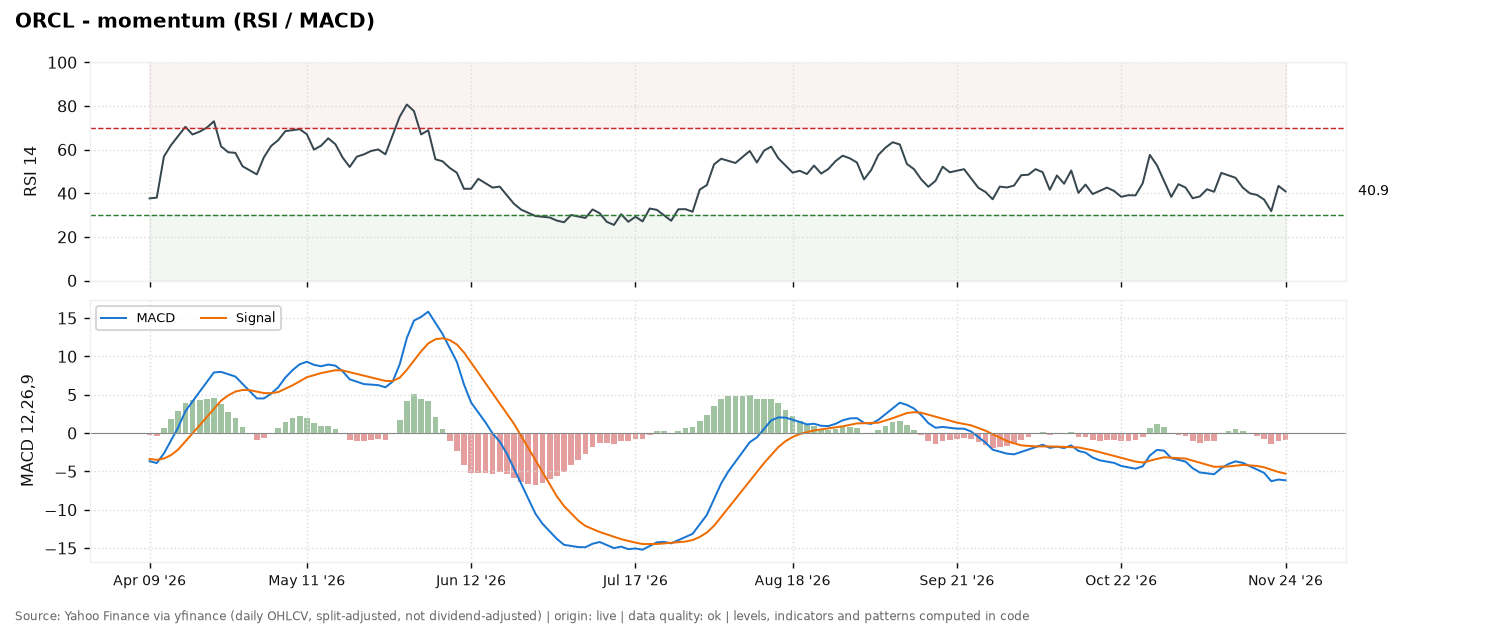 ORCL - momentum (RSI / MACD)
100
80
60
40
20
0
RSI 14
40.9
MACD
Signal
15
10
5
0
−5
−10
−15
MACD 12,26,9
Apr 09 '26
May 11 '26
Jun 12 '26
Jul 17 '26
Aug 18 '26
Sep 21 '26
Oct 22 '26
Nov 24 '26
Source: Yahoo Finance via yfinance (daily OHLCV, split-adjusted, not dividend-adjusted) | origin: live | data quality: ok | levels, indicators and patterns computed in code